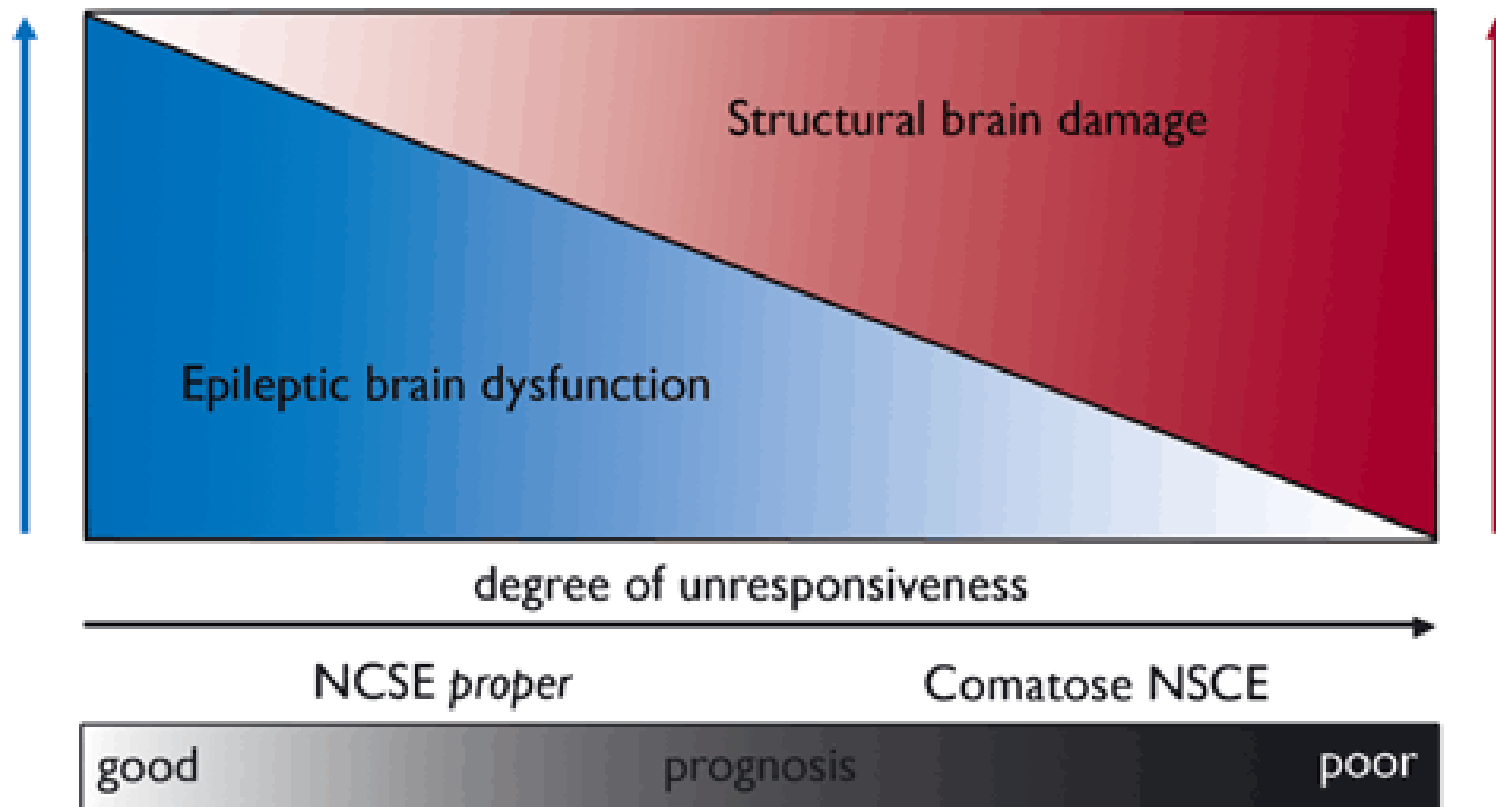 Structural brain damage
Epileptic brain dysfunction
degree of unresponsiveness
NCSE proper
Comatose NSCE
good
prognosis
poor